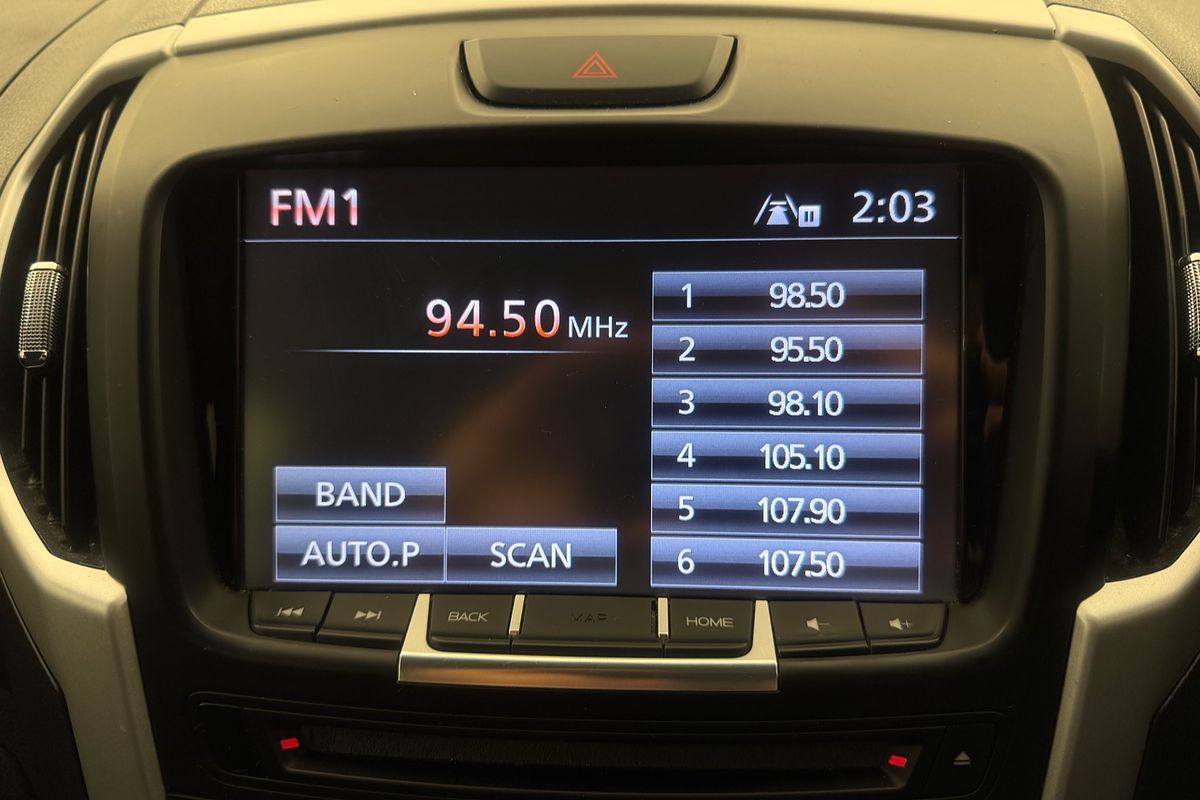 FM1 2:03
94.50 MHz
1 98.50
2 95.50
3 98.10
4 105.10
5 107.90
6 107.50
BAND
AUTO.P SCAN
BACK MAP HOME